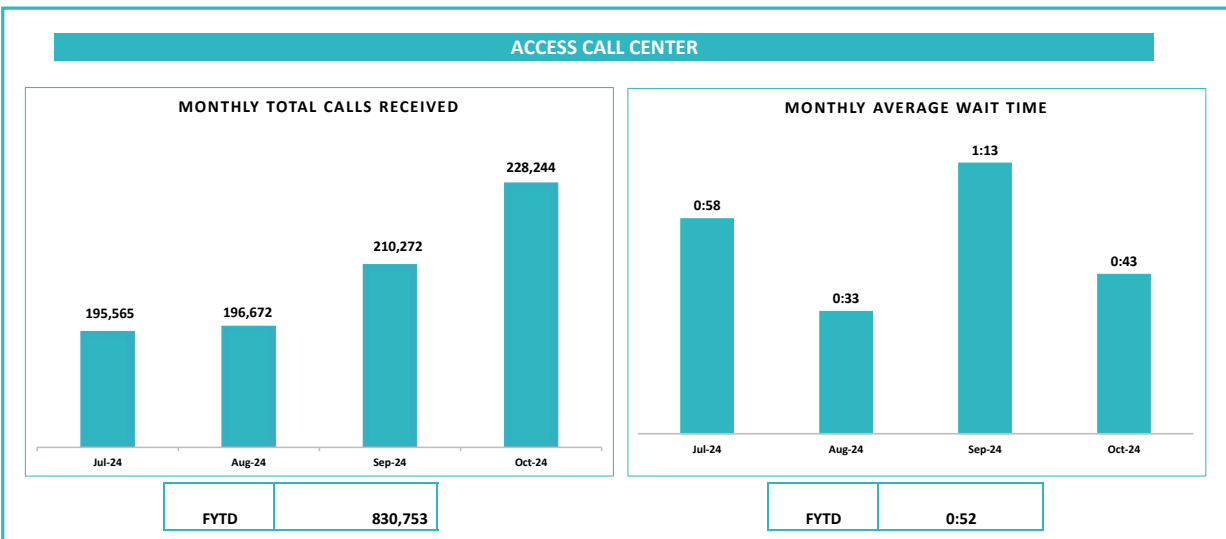 ACCESS CALL CENTER
MONTHLY TOTAL CALLS RECEIVED
228,244
210,272
195,565
196,672
Jul-24 Aug-24 Sep-24 Oct-24
FYTD 830,753
MONTHLY AVERAGE WAIT TIME
1:13
0:58
0:43
0:33
Jul-24 Aug-24 Sep-24 Oct-24
FYTD 0:52